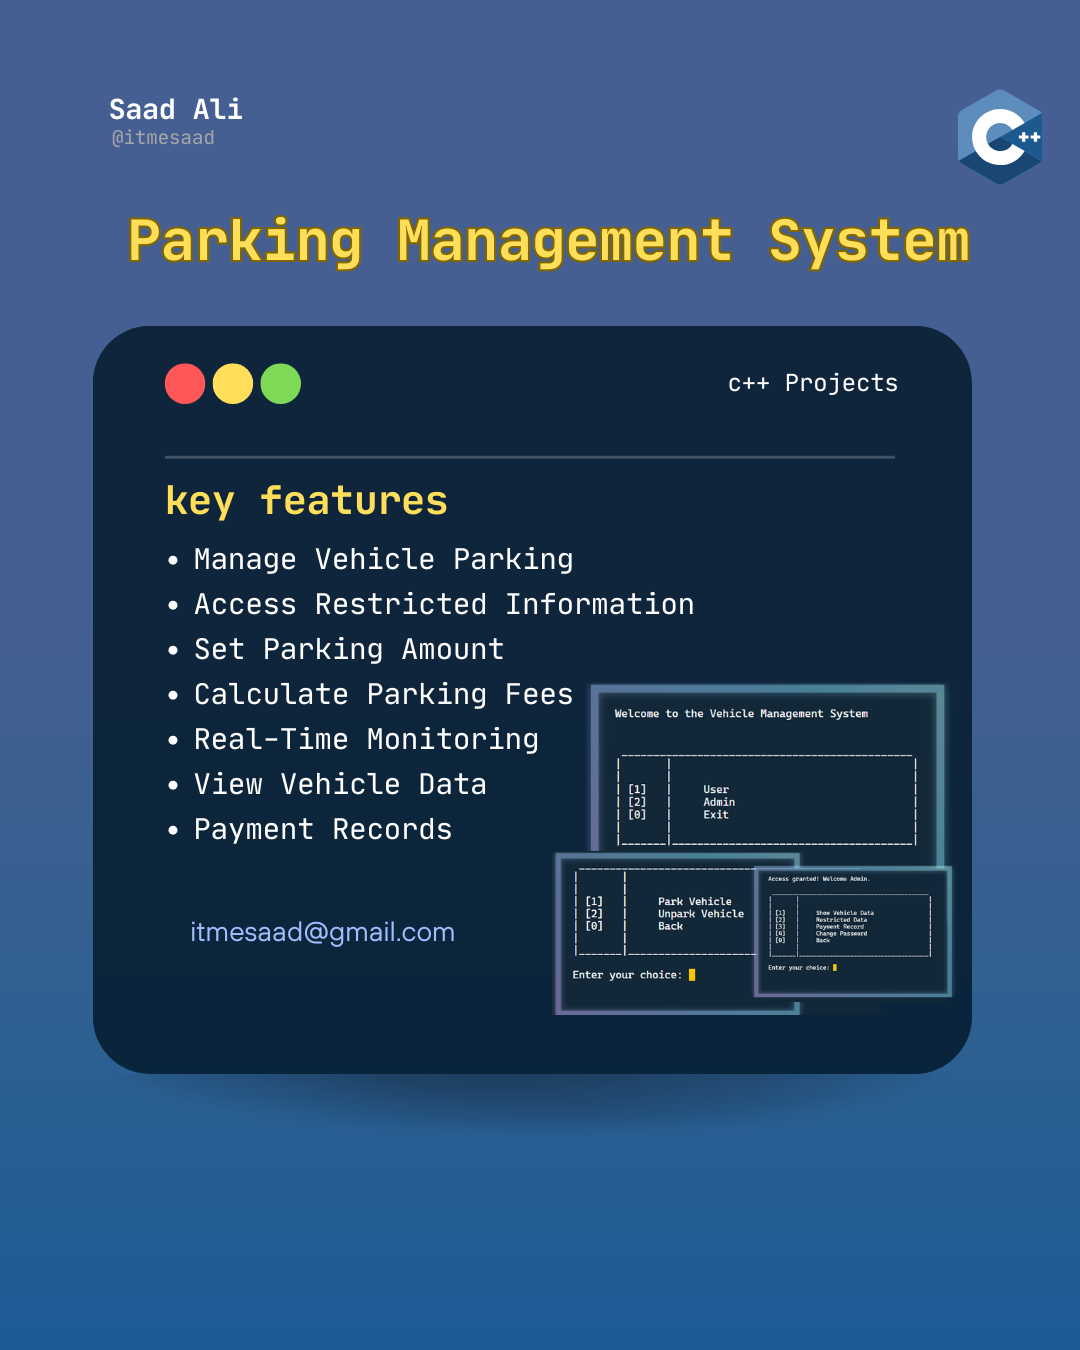 Saad Ali
@itmesaad
C++
Parking Management System
c++ Projects
key features
• Manage Vehicle Parking
• Access Restricted Information
• Set Parking Amount
• Calculate Parking Fees
• Real-Time Monitoring
• View Vehicle Data
• Payment Records
itmesaad@gmail.com
Welcome to the Vehicle Management System
[1] User
[2] Admin
[0] Exit
[1] Park Vehicle
[2] Unpark Vehicle
[0] Back
Enter your choice:
Access granted! Welcome Admin.
[1] Show Vehicle Data
[2] Restricted Data
[3] Payment Record
[4] Change Password
[0] Back
Enter your choice: